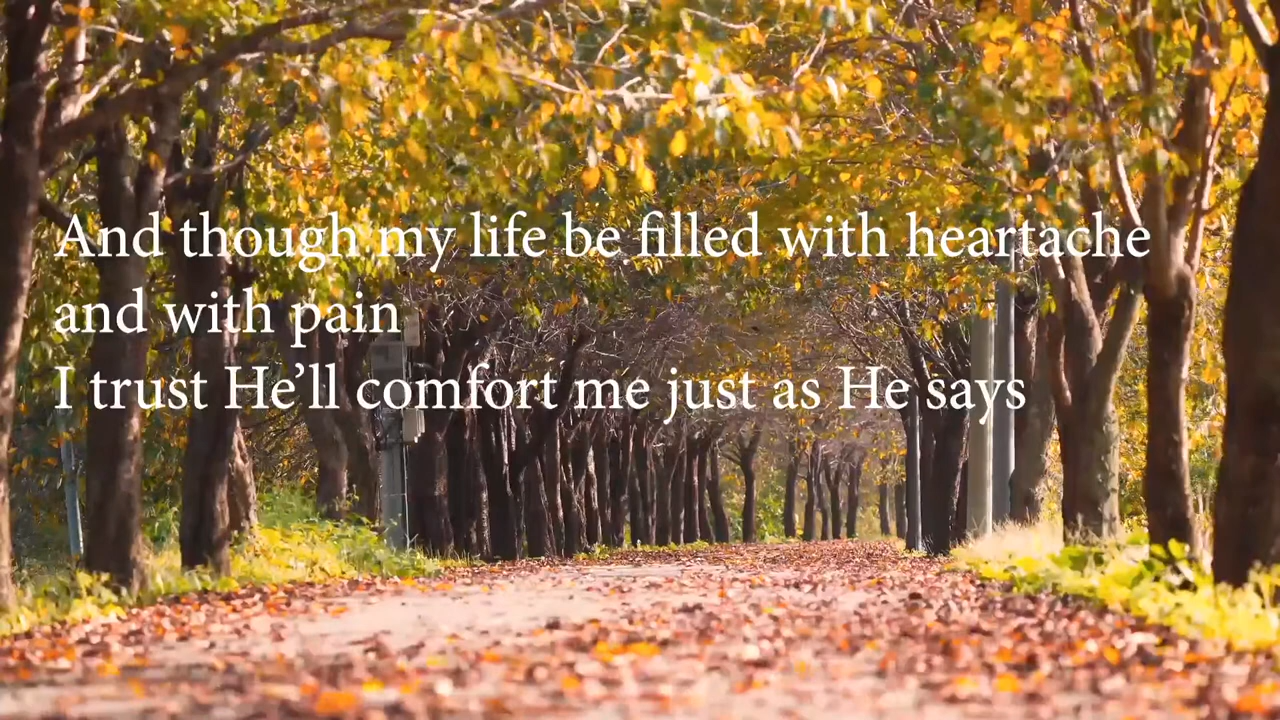 And though my life be filled with heartache
and with pain
I trust He’ll comfort me just as He says